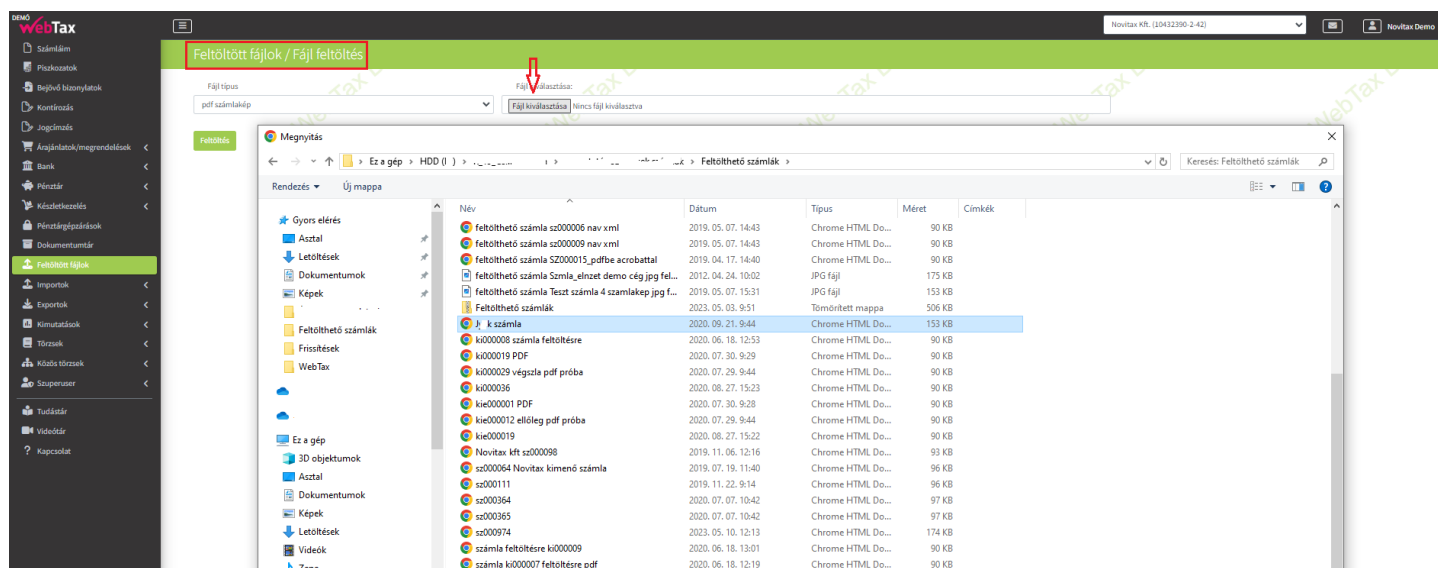 DEMÓ
WebTax
Novitax Kft. (10432390-2-42)
Novitax Demo
Számláim
Piszkozatok
Bejövő bizonylatok
Kontírozás
Jogcímzés
Árajánlatok/megrendelések
Bank
Pénztár
Készletkezelés
Pénztárgépzárások
Dokumentumtár
Feltöltött fájlok
Importok
Exportok
Kimutatások
Törzsek
Közös törzsek
Szuperuser
Tudástár
Videótár
? Kapcsolat
Feltöltött fájlok / Fájl feltöltés
Fájl típus
Fájl kiválasztása:
pdf számlakép
Fájl kiválasztása Nincs fájl kiválasztva
Feltöltés
WebTax
Megnyitás
Ez a gép > HDD ( ) > > > Feltölthető számlák >
Keresés: Feltölthető számlák
Rendezés Új mappa
Gyors elérés
Asztal
Letöltések
Dokumentumok
Képek
Feltölthető számlák
Frissítések
WebTax
Ez a gép
3D objektumok
Asztal
Dokumentumok
Képek
Letöltések
Videók
Zene
Név Dátum Típus Méret Címkék
feltölthető számla sz000006 nav xml 2019. 05. 07. 14:43 Chrome HTML Do... 90 KB
feltölthető számla sz000009 nav xml 2019. 05. 07. 14:43 Chrome HTML Do... 90 KB
feltölthető számla SZ000015_pdfbe acrobattal 2019. 04. 17. 14:40 Chrome HTML Do... 90 KB
feltölthető számla Szmla_elnzet demo cég jpg fel... 2012. 04. 24. 10:02 JPG fájl 175 KB
feltölthető számla Teszt számla 4 szamlakep jpg f... 2019. 05. 07. 15:31 JPG fájl 153 KB
Feltölthető számlák 2023. 05. 03. 9:51 Tömörített mappa 506 KB
k számla 2020. 09. 21. 9:44 Chrome HTML Do... 153 KB
ki000008 számla feltöltésre 2020. 06. 18. 12:53 Chrome HTML Do... 90 KB
ki000019 PDF 2020. 07. 30. 9:29 Chrome HTML Do... 90 KB
ki000029 végszla pdf próba 2020. 07. 29. 9:44 Chrome HTML Do... 90 KB
ki000036 2020. 08. 27. 15:23 Chrome HTML Do... 90 KB
kie000001 PDF 2020. 07. 30. 9:28 Chrome HTML Do... 90 KB
kie000012 ellőleg pdf próba 2020. 07. 29. 9:44 Chrome HTML Do... 90 KB
kie000019 2020. 08. 27. 15:22 Chrome HTML Do... 90 KB
Novitax kft sz000098 2019. 11. 06. 12:16 Chrome HTML Do... 93 KB
sz000064 Novitax kimenő számla 2019. 07. 19. 11:40 Chrome HTML Do... 96 KB
sz000111 2019. 11. 22. 9:14 Chrome HTML Do... 96 KB
sz000364 2020. 07. 07. 10:42 Chrome HTML Do... 97 KB
sz000365 2020. 07. 07. 10:42 Chrome HTML Do... 97 KB
sz000974 2023. 05. 10. 12:13 Chrome HTML Do... 174 KB
számla feltöltésre ki000009 2020. 06. 18. 13:01 Chrome HTML Do... 90 KB
számla ki000007 feltöltésre pdf 2020. 06. 18. 12:19 Chrome HTML Do... 90 KB